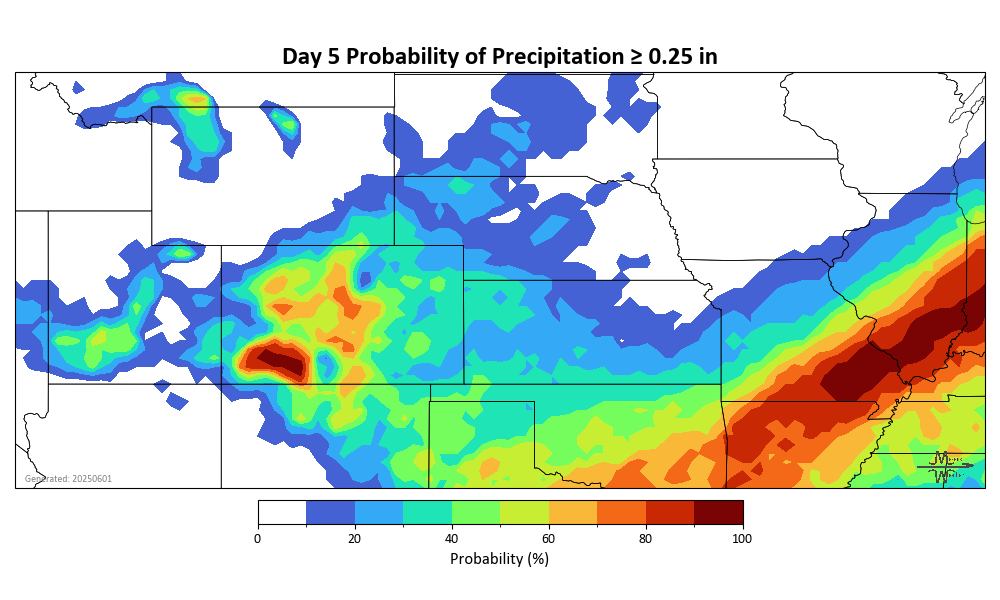 Day 5 Probability of Precipitation ≥ 0.25 in
Generated: 20250601
0 20 40 60 80 100
Probability (%)